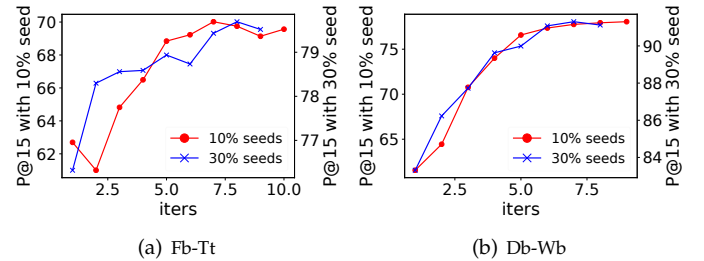 P@15 with 10% seed
70
68
66
64
62
79
78
77
P@15 with 30% seed
10% seeds
30% seeds
2.5 5.0 7.5 10.0
iters
(a) Fb-Tt
P@15 with 10% seed
75
70
65
90
88
86
84
P@15 with 30% seed
10% seeds
30% seeds
2.5 5.0 7.5
iters
(b) Db-Wb